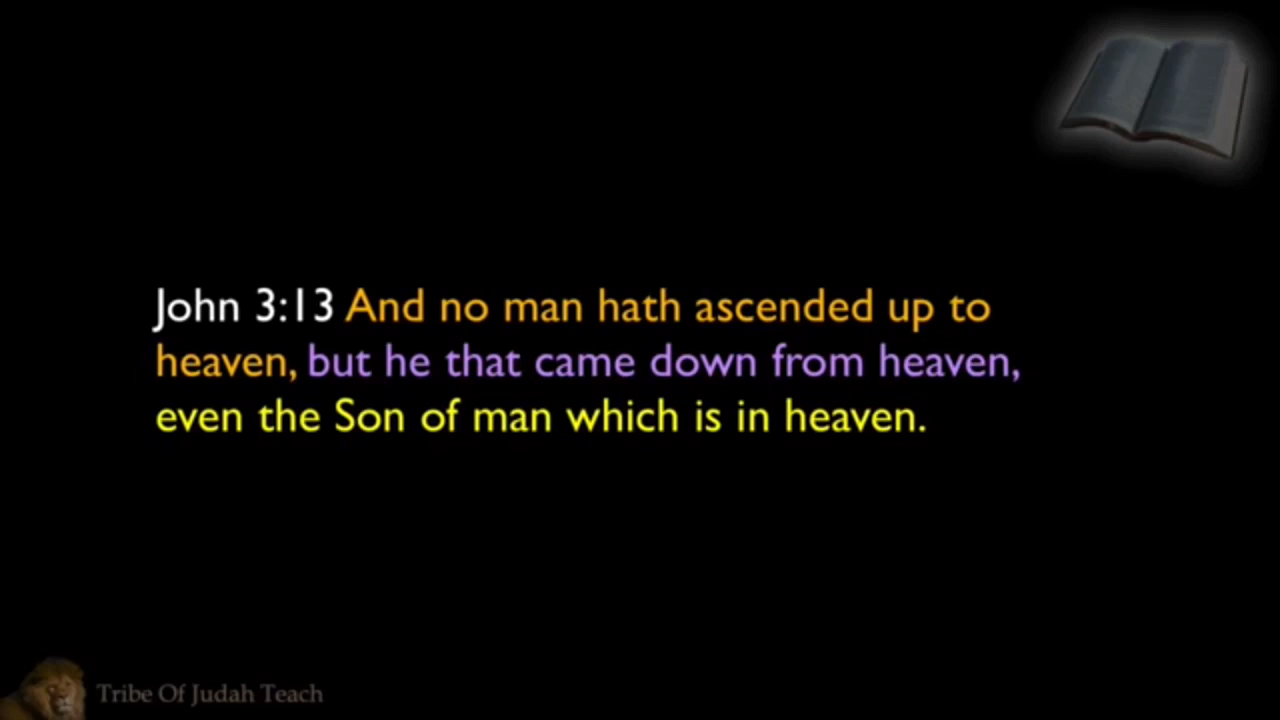 John 3:13 And no man hath ascended up to
heaven, but he that came down from heaven,
even the Son of man which is in heaven.
Tribe Of Judah Teach